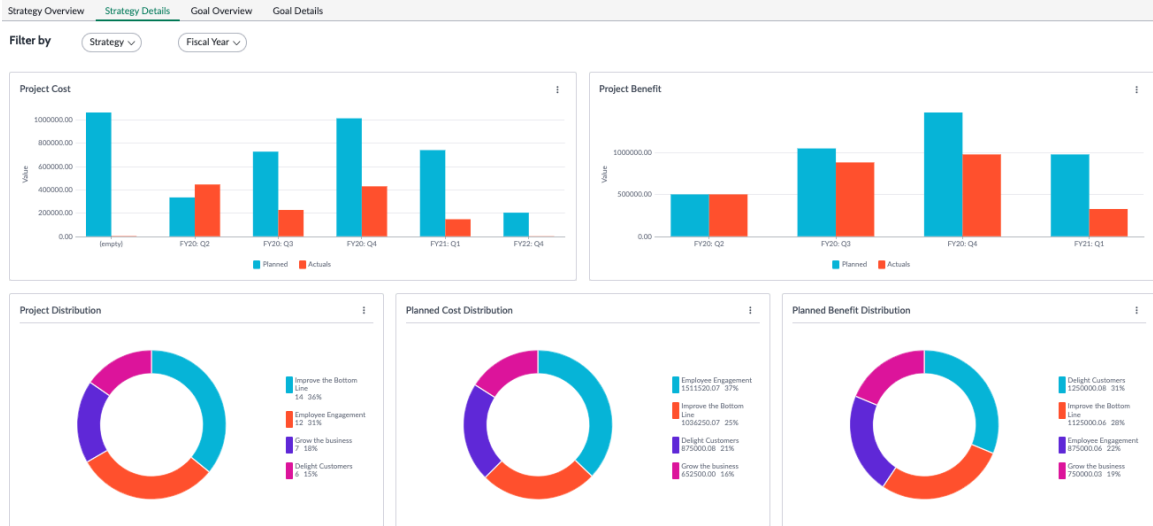 Strategy Overview Strategy Details Goal Overview Goal Details
Filter by Strategy Fiscal Year
Project Cost
Value
1000000.00
800000.00
600000.00
400000.00
200000.00
0.00
(empty) FY20: Q2 FY20: Q3 FY20: Q4 FY21: Q1 FY22: Q4
Planned Actuals
Project Benefit
Value
1000000.00
500000.00
0.00
FY20: Q2 FY20: Q3 FY20: Q4 FY21: Q1
Planned Actuals
Project Distribution
Improve the Bottom
Line
14 36%
Employee Engagement
12 31%
Grow the business
7 18%
Delight Customers
6 15%
Planned Cost Distribution
Employee Engagement
1511520.07 37%
Improve the Bottom
Line
1036250.07 25%
Delight Customers
875000.08 21%
Grow the business
652500.00 16%
Planned Benefit Distribution
Delight Customers
1250000.08 31%
Improve the Bottom
Line
1125000.06 28%
Employee Engagement
875000.06 22%
Grow the business
750000.03 19%